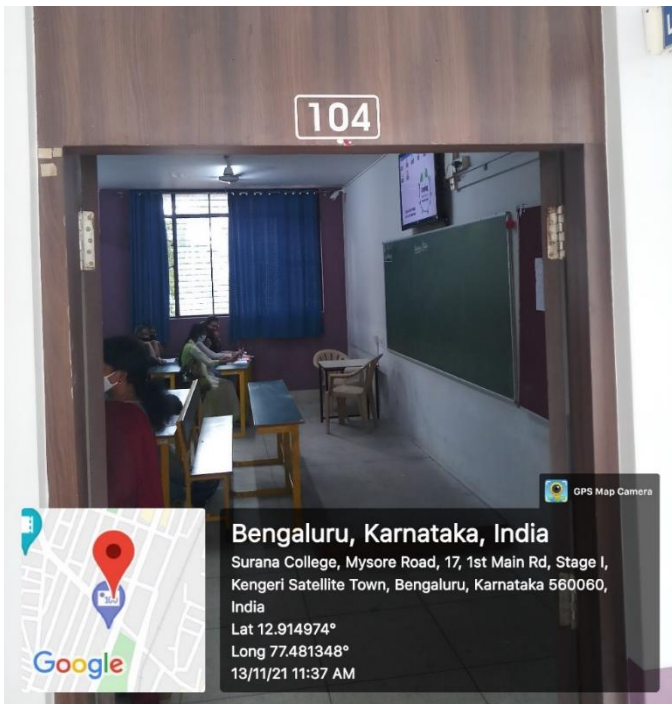 104
GPS Map Camera
Bengaluru, Karnataka, India
Surana College, Mysore Road, 17, 1st Main Rd, Stage I,
Kengeri Satellite Town, Bengaluru, Karnataka 560060,
India
Lat 12.914974°
Long 77.481348°
13/11/21 11:37 AM
Google